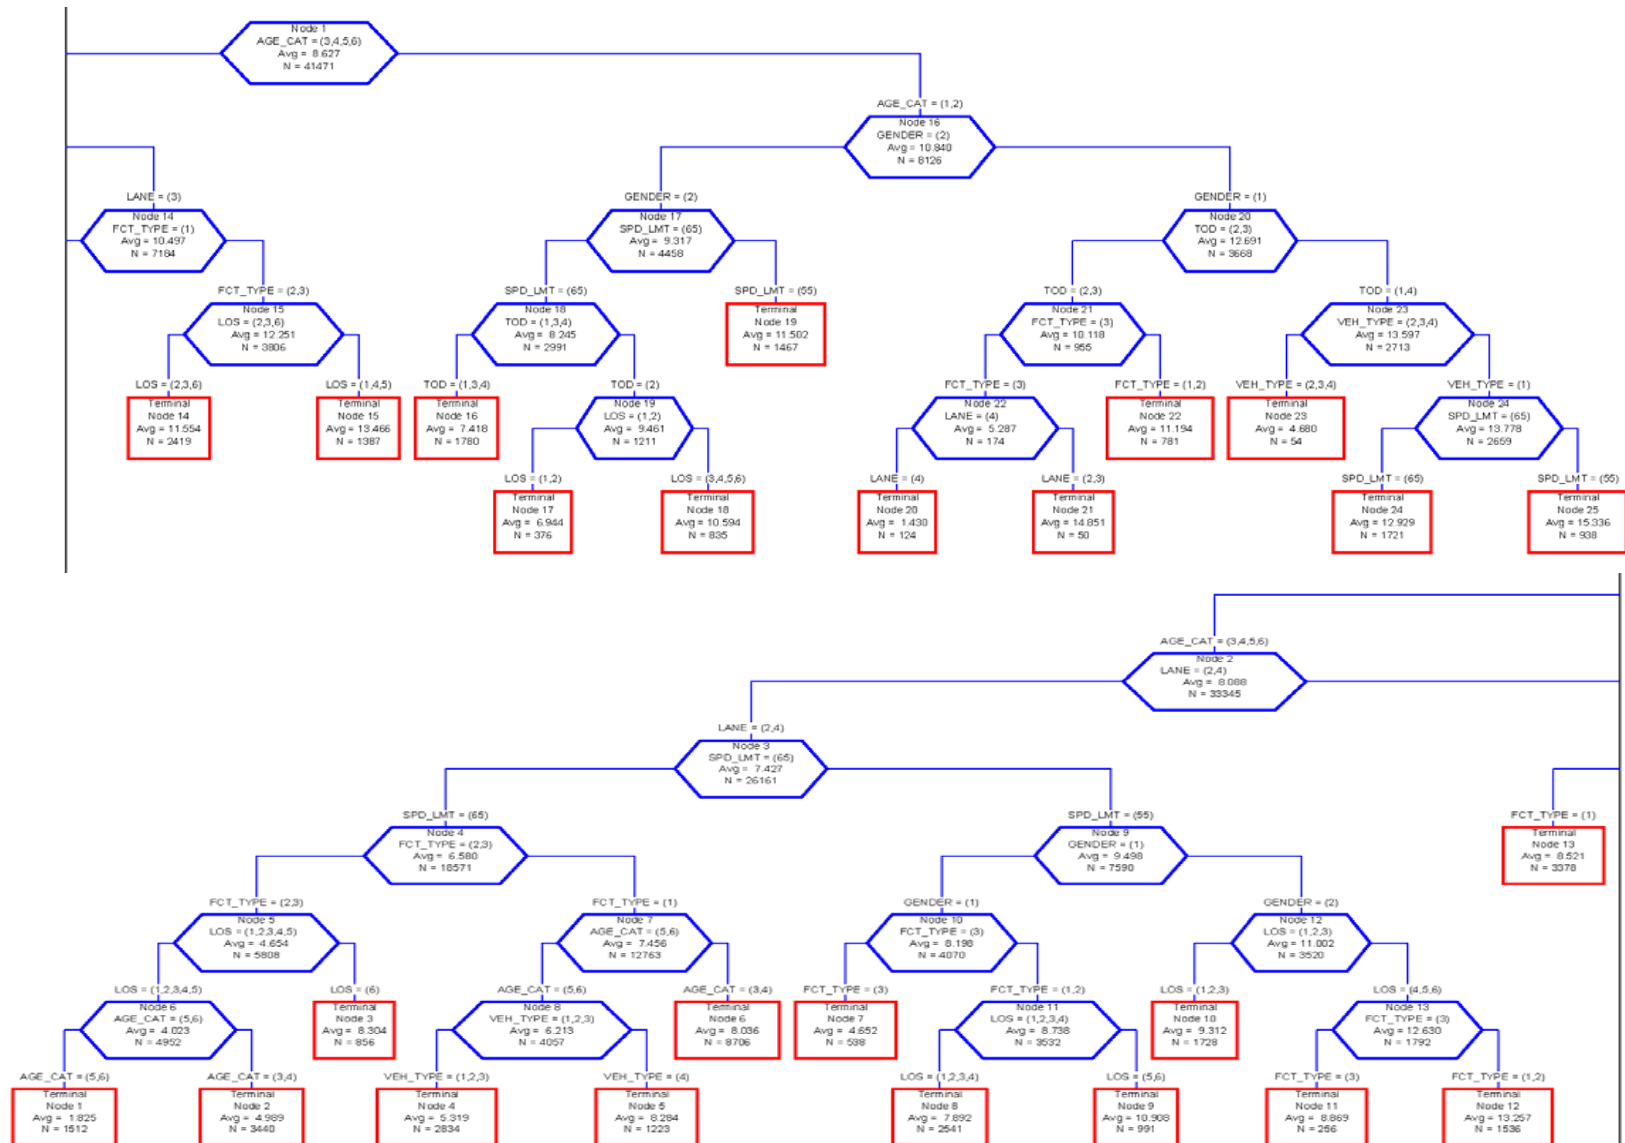 Node 1
AGE_CAT = (3,4,5,6)
Avg = 8.627
N = 41471
AGE_CAT = (1,2)
Node 16
GENDER = (2)
Avg = 10.840
N = 8126
LANE = (3)
Node 14
FCT_TYPE = (1)
Avg = 10.497
N = 7184
GENDER = (2)
Node 17
SPD_LMT = (65)
Avg = 9.317
N = 4458
GENDER = (1)
Node 20
TOD = (2,3)
Avg = 12.691
N = 3668
FCT_TYPE = (2,3)
Node 15
LOS = (2,3,6)
Avg = 12.251
N = 3806
SPD_LMT = (65)
Node 18
TOD = (1,3,4)
Avg = 8.245
N = 2991
SPD_LMT = (55)
Terminal
Node 19
Avg = 11.502
N = 1467
TOD = (2,3)
Node 21
FCT_TYPE = (3)
Avg = 10.118
N = 955
TOD = (1,4)
Node 23
VEH_TYPE = (2,3,4)
Avg = 13.597
N = 2713
LOS = (2,3,6)
Terminal
Node 14
Avg = 11.554
N = 2419
LOS = (1,4,5)
Terminal
Node 15
Avg = 13.466
N = 1387
TOD = (1,3,4)
Terminal
Node 16
Avg = 7.418
N = 1780
TOD = (2)
Node 19
LOS = (1,2)
Avg = 9.461
N = 1211
FCT_TYPE = (3)
Node 22
LANE = (4)
Avg = 5.287
N = 174
FCT_TYPE = (1,2)
Terminal
Node 22
Avg = 11.194
N = 781
VEH_TYPE = (2,3,4)
Terminal
Node 23
Avg = 4.680
N = 54
VEH_TYPE = (1)
Node 24
SPD_LMT = (65)
Avg = 13.778
N = 2659
LOS = (1,2)
Terminal
Node 17
Avg = 6.944
N = 376
LOS = (3,4,5,6)
Terminal
Node 18
Avg = 10.594
N = 835
LANE = (4)
Terminal
Node 20
Avg = 1.430
N = 124
LANE = (2,3)
Terminal
Node 21
Avg = 14.851
N = 50
SPD_LMT = (65)
Terminal
Node 24
Avg = 12.929
N = 1721
SPD_LMT = (55)
Terminal
Node 25
Avg = 15.336
N = 938
AGE_CAT = (3,4,5,6)
Node 2
LANE = (2,4)
Avg = 8.088
N = 33345
LANE = (2,4)
Node 3
SPD_LMT = (65)
Avg = 7.427
N = 26161
SPD_LMT = (65)
Node 4
FCT_TYPE = (2,3)
Avg = 6.580
N = 18571
SPD_LMT = (55)
Node 9
GENDER = (1)
Avg = 9.498
N = 7590
FCT_TYPE = (1)
Terminal
Node 13
Avg = 8.521
N = 3378
FCT_TYPE = (2,3)
Node 5
LOS = (1,2,3,4,5)
Avg = 4.654
N = 5808
FCT_TYPE = (1)
Node 7
AGE_CAT = (5,6)
Avg = 7.456
N = 12763
GENDER = (1)
Node 10
FCT_TYPE = (3)
Avg = 8.198
N = 4070
GENDER = (2)
Node 12
LOS = (1,2,3)
Avg = 11.002
N = 3520
LOS = (1,2,3,4,5)
Node 6
AGE_CAT = (5,6)
Avg = 4.023
N = 4952
LOS = (6)
Terminal
Node 3
Avg = 8.304
N = 856
AGE_CAT = (5,6)
Node 8
VEH_TYPE = (1,2,3)
Avg = 6.213
N = 4057
AGE_CAT = (3,4)
Terminal
Node 6
Avg = 8.036
N = 8706
FCT_TYPE = (3)
Terminal
Node 7
Avg = 4.652
N = 538
FCT_TYPE = (1,2)
Node 11
LOS = (1,2,3,4)
Avg = 8.738
N = 3532
LOS = (1,2,3)
Terminal
Node 10
Avg = 9.312
N = 1728
LOS = (4,5,6)
Node 13
FCT_TYPE = (3)
Avg = 12.630
N = 1792
AGE_CAT = (5,6)
Terminal
Node 1
Avg = 1.825
N = 1512
AGE_CAT = (3,4)
Terminal
Node 2
Avg = 4.989
N = 3440
VEH_TYPE = (1,2,3)
Terminal
Node 4
Avg = 5.319
N = 2834
VEH_TYPE = (4)
Terminal
Node 5
Avg = 8.284
N = 1223
LOS = (1,2,3,4)
Terminal
Node 8
Avg = 7.892
N = 2541
LOS = (5,6)
Terminal
Node 9
Avg = 10.908
N = 991
FCT_TYPE = (3)
Terminal
Node 11
Avg = 8.869
N = 256
FCT_TYPE = (1,2)
Terminal
Node 12
Avg = 13.257
N = 1536